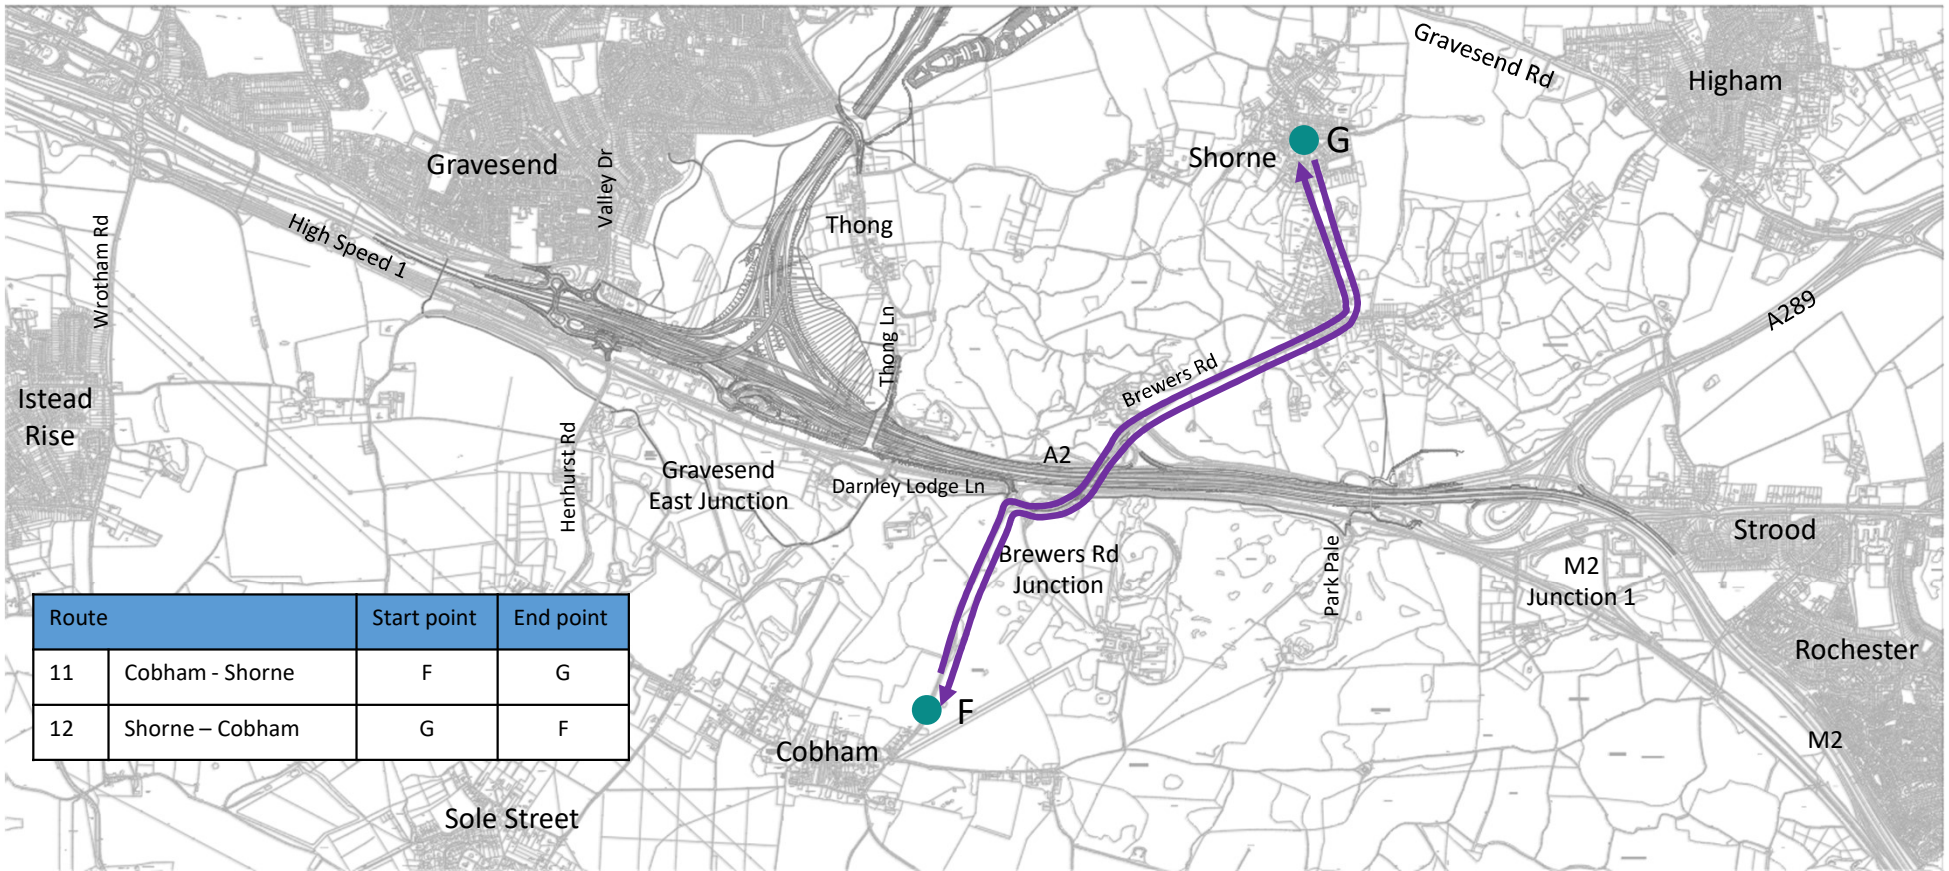 Gravesend Rd
Higham
G
Shorne
Gravesend
Valley Dr
Thong
High Speed 1
Wrotham Rd
A289
Thong Ln
Brewers Rd
Istead
Rise
Henhurst Rd
A2
Gravesend
East Junction
Darnley Lodge Ln
Strood
Brewers Rd
Junction
Park Pale
M2
Junction 1
Route Start point End point
11 Cobham - Shorne F G
12 Shorne – Cobham G F
Rochester
F
Cobham
M2
Sole Street